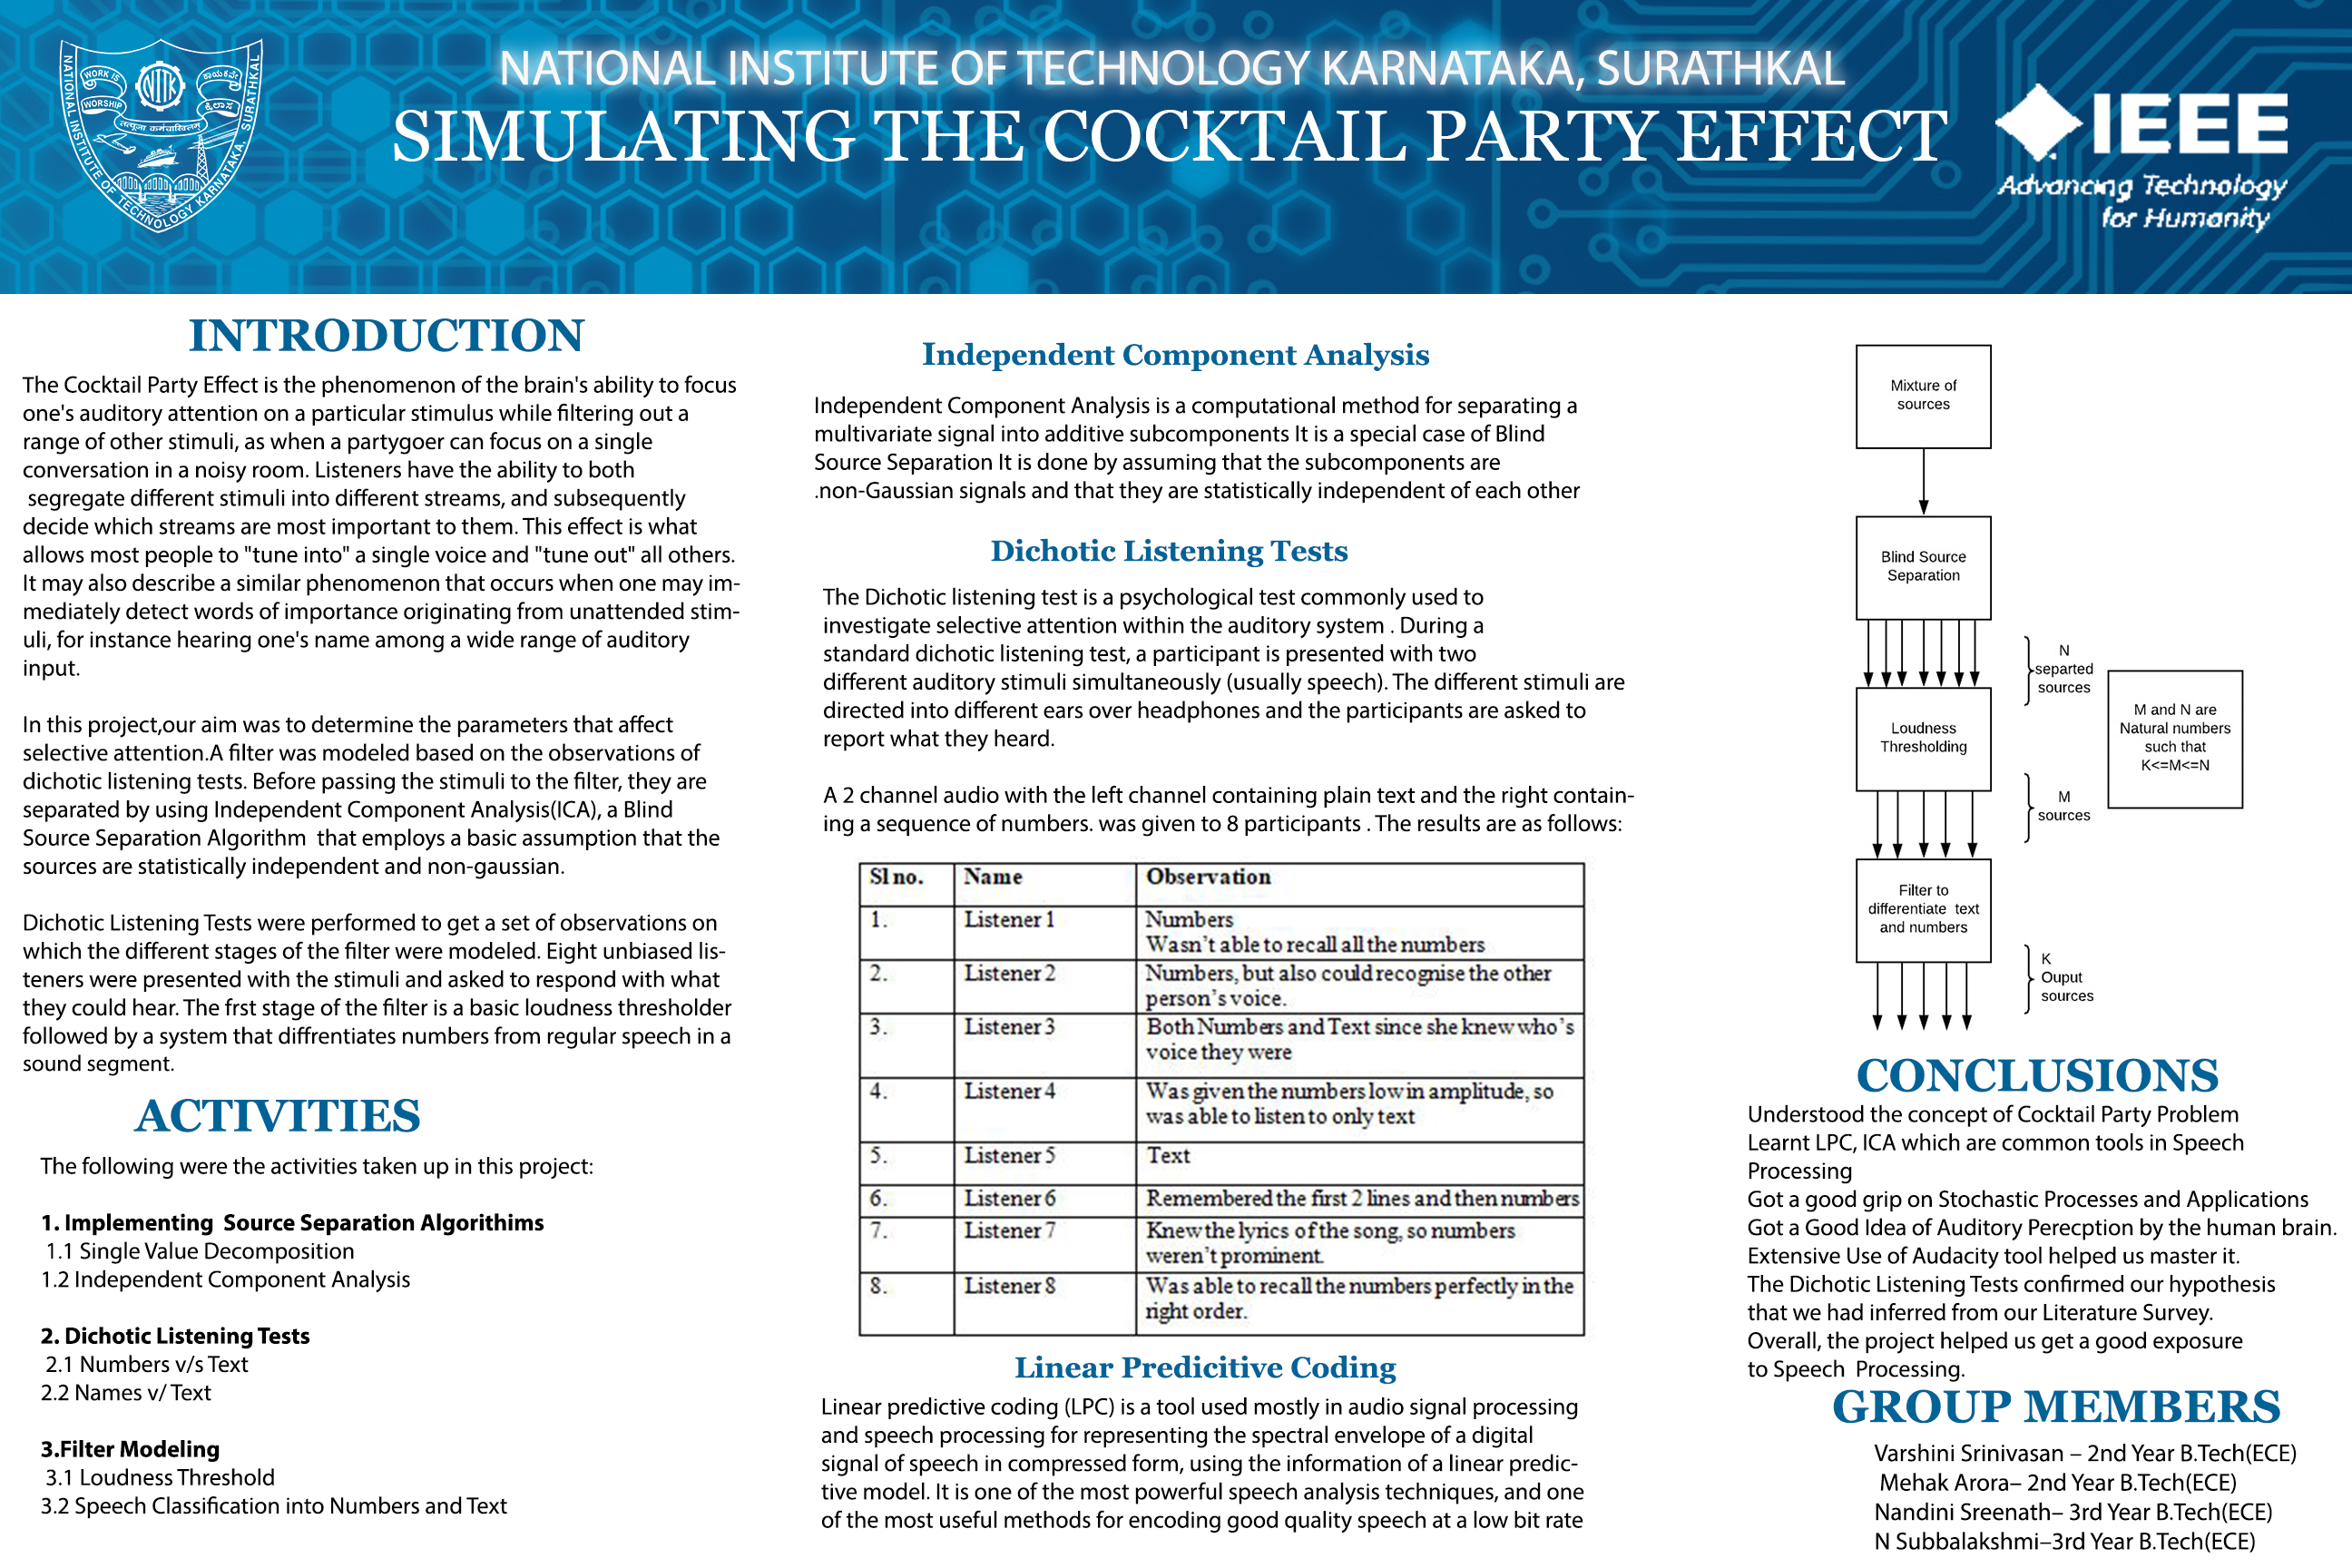 NATIONAL INSTITUTE OF TECHNOLOGY KARNATAKA, SURATHKAL
SIMULATING THE COCKTAIL PARTY EFFECT
NATIONAL INSTITUTE OF TECHNOLOGY KARNATAKA, SURATHKAL
WORK IS
WORSHIP
NITK
ಕಾಯಕವೇ
ಕೈಲಾಸ
IEEE
Advancing Technology
for Humanity
INTRODUCTION
The Cocktail Party Effect is the phenomenon of the brain's ability to focus
one's auditory attention on a particular stimulus while filtering out a
range of other stimuli, as when a partygoer can focus on a single
conversation in a noisy room. Listeners have the ability to both
segregate different stimuli into different streams, and subsequently
decide which streams are most important to them. This effect is what
allows most people to "tune into" a single voice and "tune out" all others.
It may also describe a similar phenomenon that occurs when one may im-
mediately detect words of importance originating from unattended stim-
uli, for instance hearing one's name among a wide range of auditory
input.
In this project,our aim was to determine the parameters that affect
selective attention.A filter was modeled based on the observations of
dichotic listening tests. Before passing the stimuli to the filter, they are
separated by using Independent Component Analysis(ICA), a Blind
Source Separation Algorithm  that employs a basic assumption that the
sources are statistically independent and non-gaussian.
Dichotic Listening Tests were performed to get a set of observations on
which the different stages of the filter were modeled. Eight unbiased lis-
teners were presented with the stimuli and asked to respond with what
they could hear. The frst stage of the filter is a basic loudness thresholder
followed by a system that diffrentiates numbers from regular speech in a
sound segment.
ACTIVITIES
The following were the activities taken up in this project:
1. Implementing  Source Separation Algorithims
1.1 Single Value Decomposition
1.2 Independent Component Analysis
2. Dichotic Listening Tests
2.1 Numbers v/s Text
2.2 Names v/ Text
3.Filter Modeling
3.1 Loudness Threshold
3.2 Speech Classification into Numbers and Text
Independent Component Analysis
Independent Component Analysis is a computational method for separating a
multivariate signal into additive subcomponents It is a special case of Blind
Source Separation It is done by assuming that the subcomponents are
.non-Gaussian signals and that they are statistically independent of each other
Dichotic Listening Tests
The Dichotic listening test is a psychological test commonly used to
investigate selective attention within the auditory system . During a
standard dichotic listening test, a participant is presented with two
different auditory stimuli simultaneously (usually speech). The different stimuli are
directed into different ears over headphones and the participants are asked to
report what they heard.
A 2 channel audio with the left channel containing plain text and the right contain-
ing a sequence of numbers. was given to 8 participants . The results are as follows:
Sl no. Name Observation
1. Listener 1 Numbers
Wasn't able to recall all the numbers
2. Listener 2 Numbers, but also could recognise the other
person's voice.
3. Listener 3 Both Numbers and Text since she knew who's
voice they were
4. Listener 4 Was given the numbers low in amplitude, so
was able to listen to only text
5. Listener 5 Text
6. Listener 6 Remembered the first 2 lines and then numbers
7. Listener 7 Knew the lyrics of the song, so numbers
weren't prominent.
8. Listener 8 Was able to recall the numbers perfectly in the
right order.
Linear Predicitive Coding
Linear predictive coding (LPC) is a tool used mostly in audio signal processing
and speech processing for representing the spectral envelope of a digital
signal of speech in compressed form, using the information of a linear predic-
tive model. It is one of the most powerful speech analysis techniques, and one
of the most useful methods for encoding good quality speech at a low bit rate
Mixture of
sources
Blind Source
Separation
N
separted
sources
Loudness
Thresholding
M and N are
Natural numbers
such that
K<=M<=N
M
sources
Filter to
differentiate  text
and numbers
K
Ouput
sources
CONCLUSIONS
Understood the concept of Cocktail Party Problem
Learnt LPC, ICA which are common tools in Speech
Processing
Got a good grip on Stochastic Processes and Applications
Got a Good Idea of Auditory Perecption by the human brain.
Extensive Use of Audacity tool helped us master it.
The Dichotic Listening Tests confirmed our hypothesis
that we had inferred from our Literature Survey.
Overall, the project helped us get a good exposure
to Speech  Processing.
GROUP MEMBERS
Varshini Srinivasan – 2nd Year B.Tech(ECE)
Mehak Arora– 2nd Year B.Tech(ECE)
Nandini Sreenath– 3rd Year B.Tech(ECE)
N Subbalakshmi–3rd Year B.Tech(ECE)